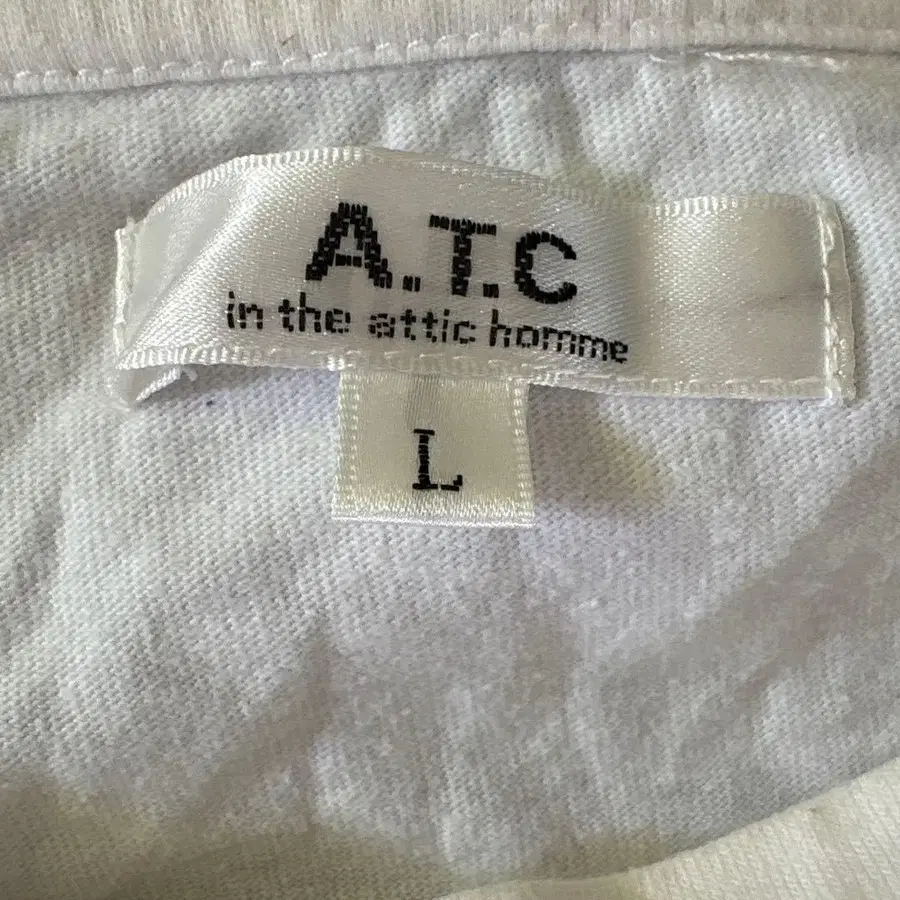 A.T.C
in the attic homme
L